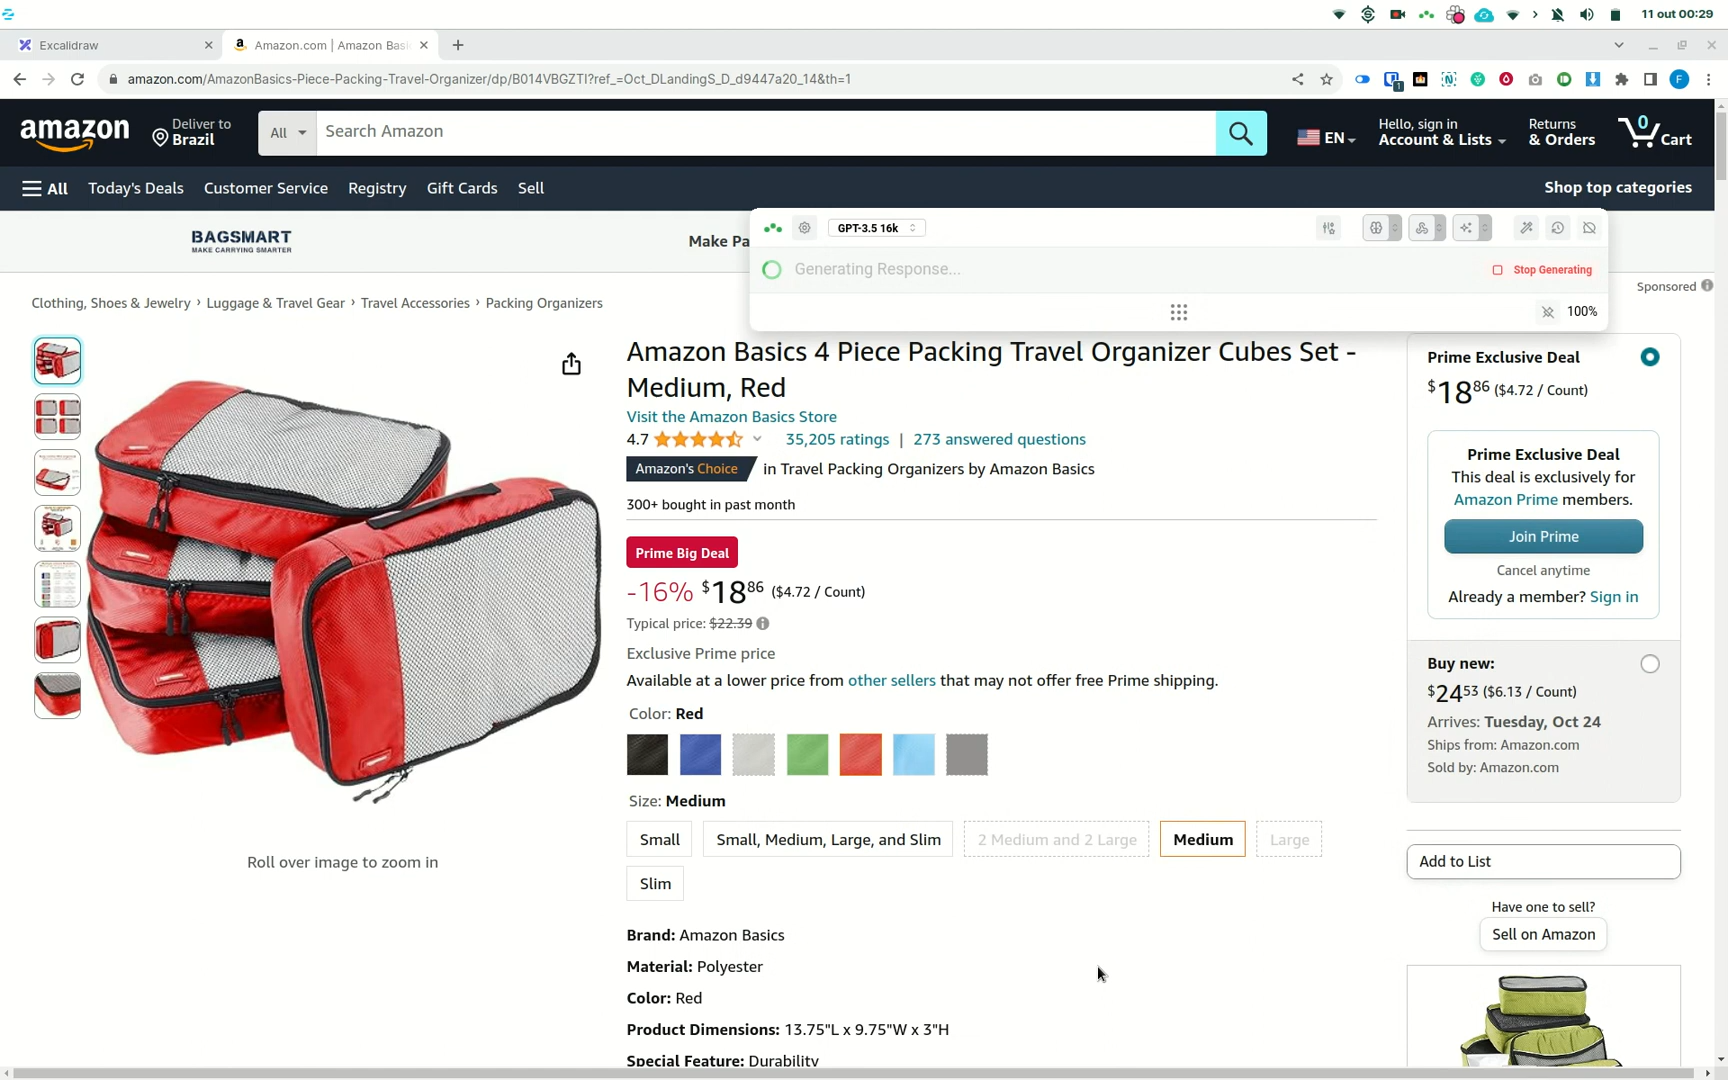 11 out 00:29
Excalidraw
Amazon.com | Amazon Basi
amazon.com/AmazonBasics-Piece-Packing-Travel-Organizer/dp/B014VBGZTI?ref_=Oct_DLandingS_D_d9447a20_14&th=1
amazon
Deliver to
Brazil
All
Search Amazon
EN
Hello, sign in
Account & Lists
Returns
& Orders
0
Cart
All
Today's Deals
Customer Service
Registry
Gift Cards
Sell
Shop top categories
BAGSMART
MAKE CARRYING SMARTER
Make Pa
GPT-3.5 16k
Generating Response...
Stop Generating
100%
Sponsored
Clothing, Shoes & Jewelry › Luggage & Travel Gear › Travel Accessories › Packing Organizers
Roll over image to zoom in
Amazon Basics 4 Piece Packing Travel Organizer Cubes Set -
Medium, Red
Visit the Amazon Basics Store
4.7
35,205 ratings | 273 answered questions
Amazon's Choice in Travel Packing Organizers by Amazon Basics
300+ bought in past month
Prime Big Deal
-16% $18 86 ($4.72 / Count)
Typical price: $22.39
Exclusive Prime price
Available at a lower price from other sellers that may not offer free Prime shipping.
Color: Red
Size: Medium
Small
Small, Medium, Large, and Slim
2 Medium and 2 Large
Medium
Large
Slim
Brand: Amazon Basics
Material: Polyester
Color: Red
Product Dimensions: 13.75"L x 9.75"W x 3"H
Special Feature: Durability
Prime Exclusive Deal
$18 86 ($4.72 / Count)
Prime Exclusive Deal
This deal is exclusively for
Amazon Prime members.
Join Prime
Cancel anytime
Already a member? Sign in
Buy new:
$24 53 ($6.13 / Count)
Arrives: Tuesday, Oct 24
Ships from: Amazon.com
Sold by: Amazon.com
Add to List
Have one to sell?
Sell on Amazon